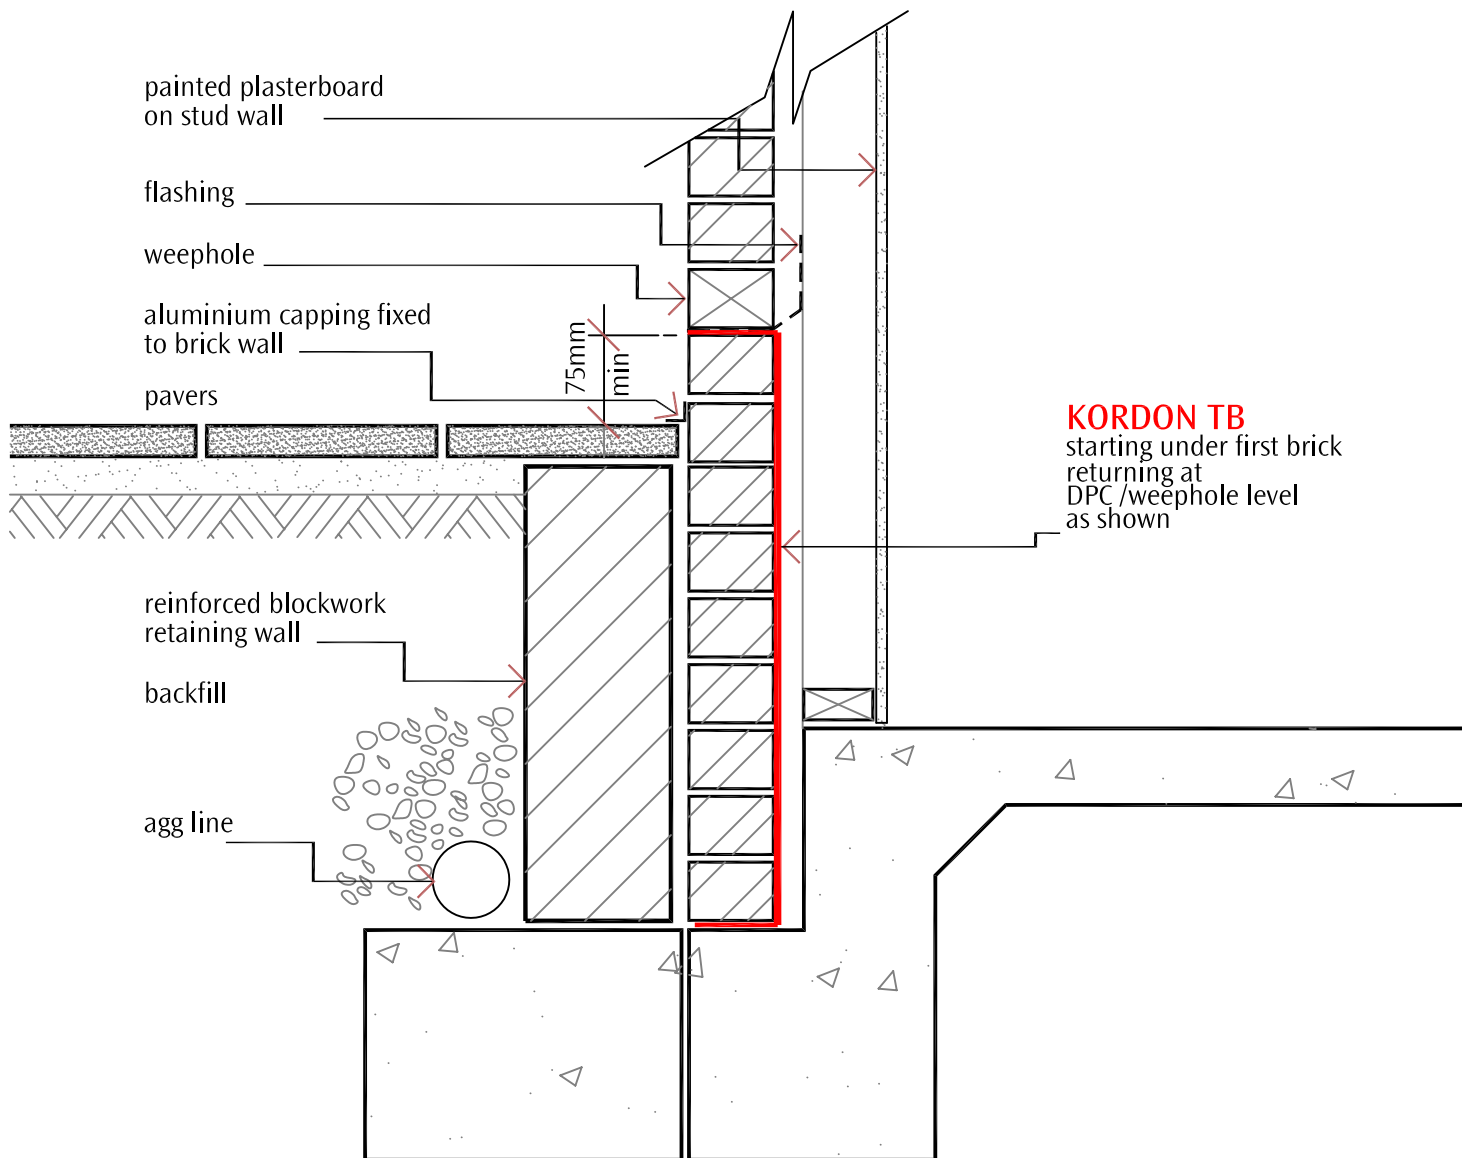 painted plasterboard
on stud wall
flashing
weephole
aluminium capping fixed
to brick wall
75mm
min
pavers
KORDON TB
starting under first brick
returning at
DPC /weephole level
as shown
reinforced blockwork
retaining wall
backfill
agg line